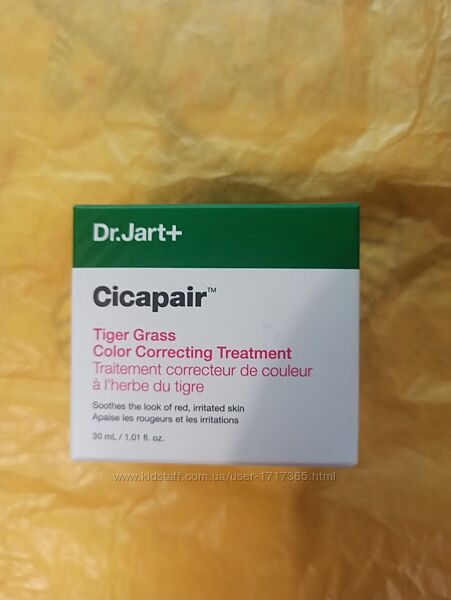 Dr.Jart+
Cicapair™
Tiger Grass
Color Correcting Treatment
Traitement correcteur de couleur
à l'herbe du tigre
Soothes the look of red, irritated skin
Apaise les rougeurs et les irritations
30 mL / 1.01 fl. oz.
www.kidstaff.com.ua/user-1717365.html